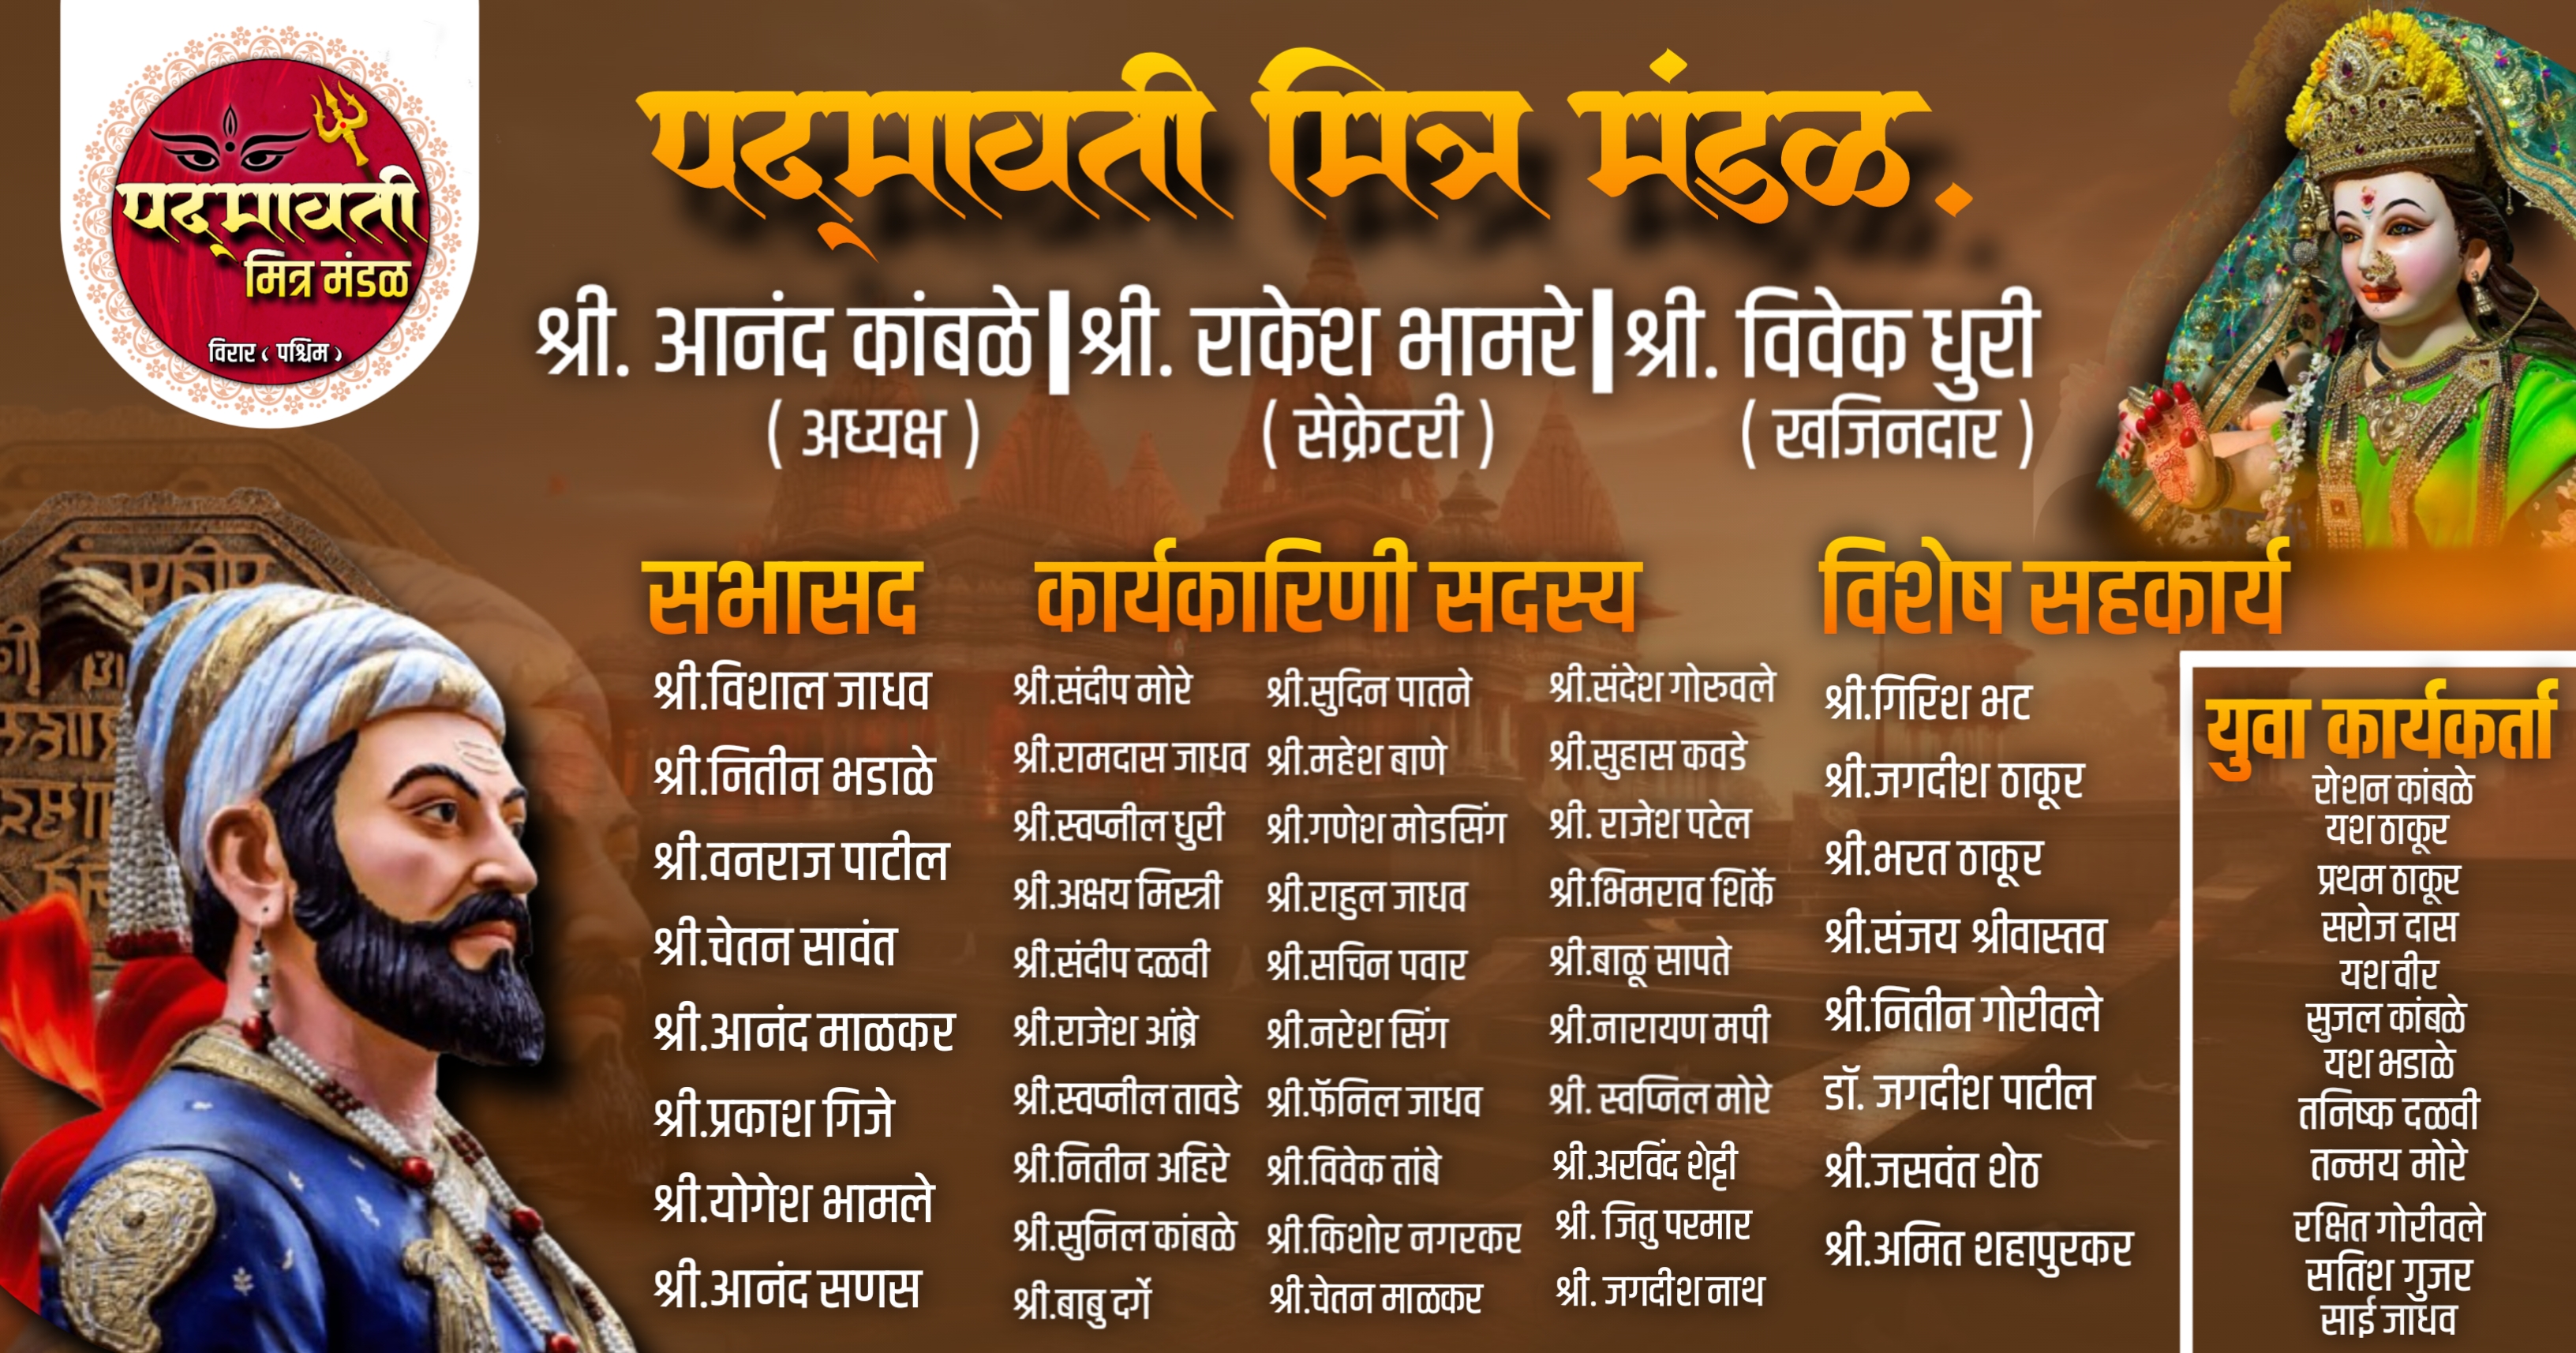 पद्मावती
मित्र मंडळ
विरार ( पश्चिम )
पद्मावती मित्र मंडळ.
श्री. आनंद कांबळे|श्री. राकेश भामरे|श्री. विवेक धुरी
( अध्यक्ष ) ( सेक्रेटरी ) ( खजिनदार )
सभासद
श्री.विशाल जाधव
श्री.नितीन भडाळे
श्री.वनराज पाटील
श्री.चेतन सावंत
श्री.आनंद माळकर
श्री.प्रकाश गिजे
श्री.योगेश भामले
श्री.आनंद सणस
कार्यकारिणी सदस्य
श्री.संदीप मोरे
श्री.रामदास जाधव
श्री.स्वप्नील धुरी
श्री.अक्षय मिस्त्री
श्री.संदीप दळवी
श्री.राजेश आंब्रे
श्री.स्वप्नील तावडे
श्री.नितीन अहिरे
श्री.सुनिल कांबळे
श्री.बाबु दर्गे
श्री.सुदिन पातने
श्री.महेश बाणे
श्री.गणेश मोडसिंग
श्री.राहुल जाधव
श्री.सचिन पवार
श्री.नरेश सिंग
श्री.फॅनिल जाधव
श्री.विवेक तांबे
श्री.किशोर नगरकर
श्री.चेतन माळकर
श्री.संदेश गोरुवले
श्री.सुहास कवडे
श्री. राजेश पटेल
श्री.भिमराव शिर्के
श्री.बाळू सापते
श्री.नारायण मपी
श्री. स्वप्निल मोरे
श्री.अरविंद शेट्टी
श्री. जितु परमार
श्री. जगदीश नाथ
विशेष सहकार्य
श्री.गिरिश भट
श्री.जगदीश ठाकूर
श्री.भरत ठाकूर
श्री.संजय श्रीवास्तव
श्री.नितीन गोरीवले
डॉ. जगदीश पाटील
श्री.जसवंत शेठ
श्री.अमित शहापुरकर
युवा कार्यकर्ता
रोशन कांबळे
यश ठाकूर
प्रथम ठाकूर
सरोज दास
यश वीर
सुजल कांबळे
यश भडाळे
तनिष्क दळवी
तन्मय मोरे
रक्षित गोरीवले
सतिश गुजर
साई जाधव